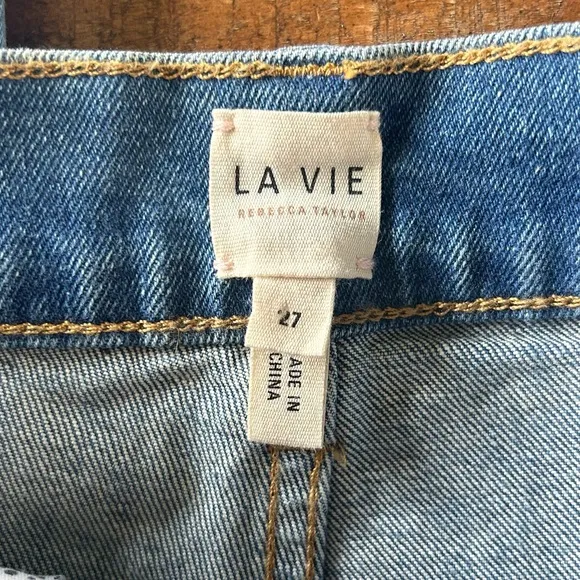 LA VIE
REBECCA TAYLOR
27
ADE IN
CHINA